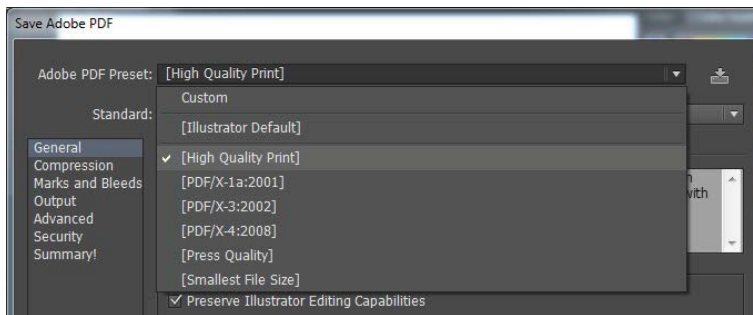 Save Adobe PDF
Adobe PDF Preset: [High Quality Print]
Custom
Standard:
[Illustrator Default]
General
✓ [High Quality Print]
Compression
Marks and Bleeds
[PDF/X-1a:2001]
with
Output
[PDF/X-3:2002]
Advanced
[PDF/X-4:2008]
Security
Summary!
[Press Quality]
[Smallest File Size]
Preserve Illustrator Editing Capabilities